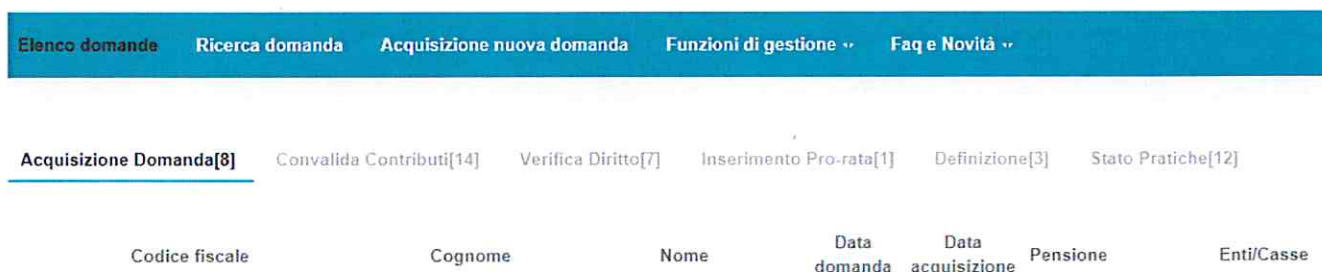 Elenco domande Ricerca domanda Acquisizione nuova domanda Funzioni di gestione Faq e Novità
Acquisizione Domanda[8] Convalida Contributi[14] Verifica Diritto[7] Inserimento Pro-rata[1] Definizione[3] Stato Pratiche[12]
Codice fiscale Cognome Nome Data domanda Data acquisizione Pensione Enti/Casse